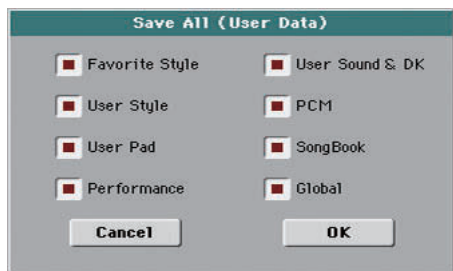 Save All (User Data)
Favorite Style
User Sound & DK
User Style
PCM
User Pad
SongBook
Performance
Global
Cancel
OK